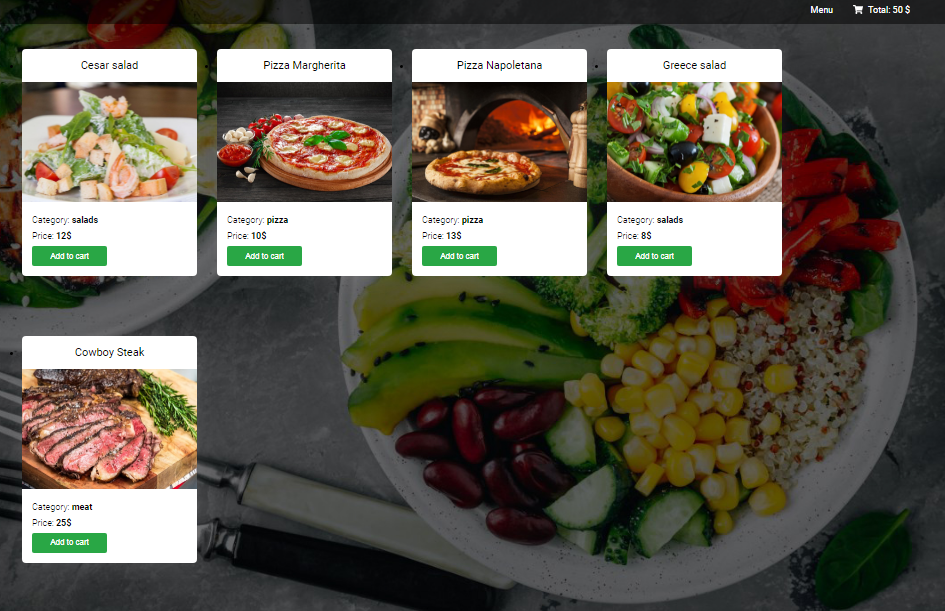 Menu
Total: 50 $
Cesar salad
Category: salads
Price: 12$
Add to cart
Pizza Margherita
Category: pizza
Price: 10$
Add to cart
Pizza Napoletana
Category: pizza
Price: 13$
Add to cart
Greece salad
Category: salads
Price: 8$
Add to cart
Cowboy Steak
Category: meat
Price: 25$
Add to cart